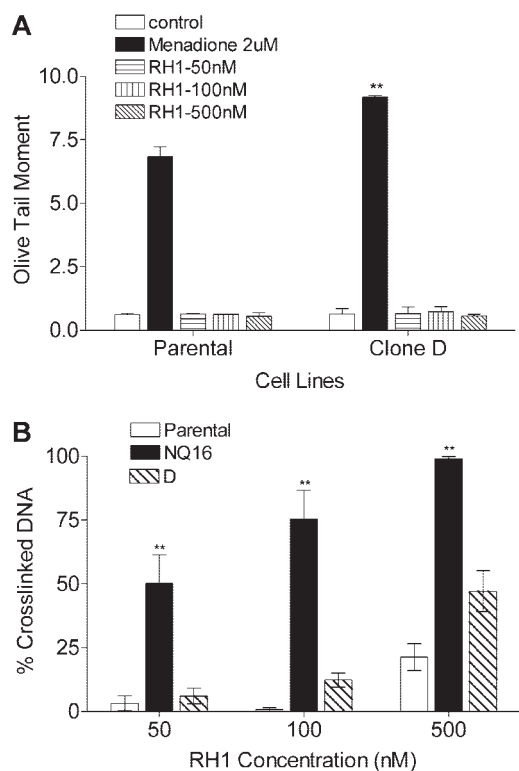 A
control
Menadione 2uM
RH1-50nM
RH1-100nM
RH1-500nM
Olive Tail Moment
10.0
7.5
5.0
2.5
0.0
**
Parental
Clone D
Cell Lines
B
Parental
NQ16
D
% Crosslinked DNA
100
75
50
25
0
**
**
**
50
100
500
RH1 Concentration (nM)